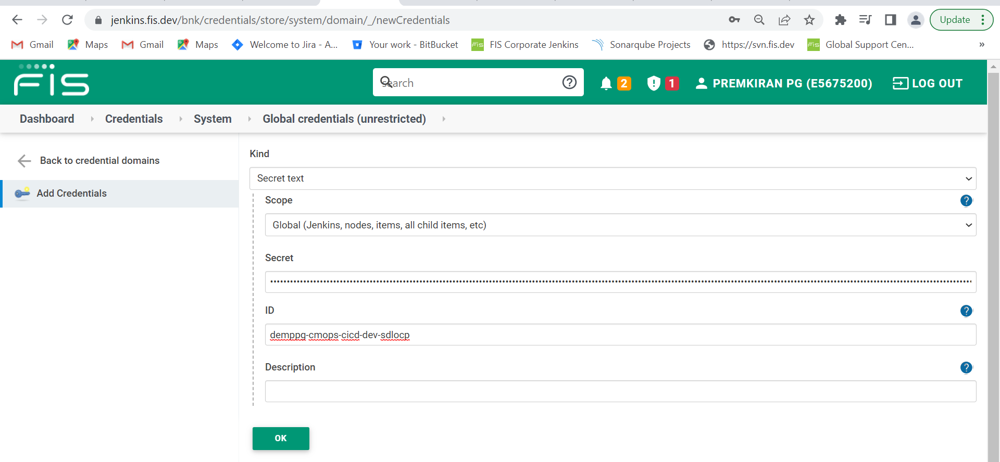 jenkins.fis.dev/bnk/credentials/store/system/domain/_/newCredentials
Update
Gmail Maps Gmail Maps Welcome to Jira - A... Your work - BitBucket FIS Corporate Jenkins Sonarqube Projects https://svn.fis.dev Global Support Cen... »
FIS search 2 1 PREMKIRAN PG (E5675200) LOG OUT
Dashboard Credentials System Global credentials (unrestricted)
Back to credential domains
Add Credentials
Kind
Secret text
Scope
Global (Jenkins, nodes, items, all child items, etc)
Secret
ID
demppg-cmops-cicd-dev-sdlocp
Description
OK